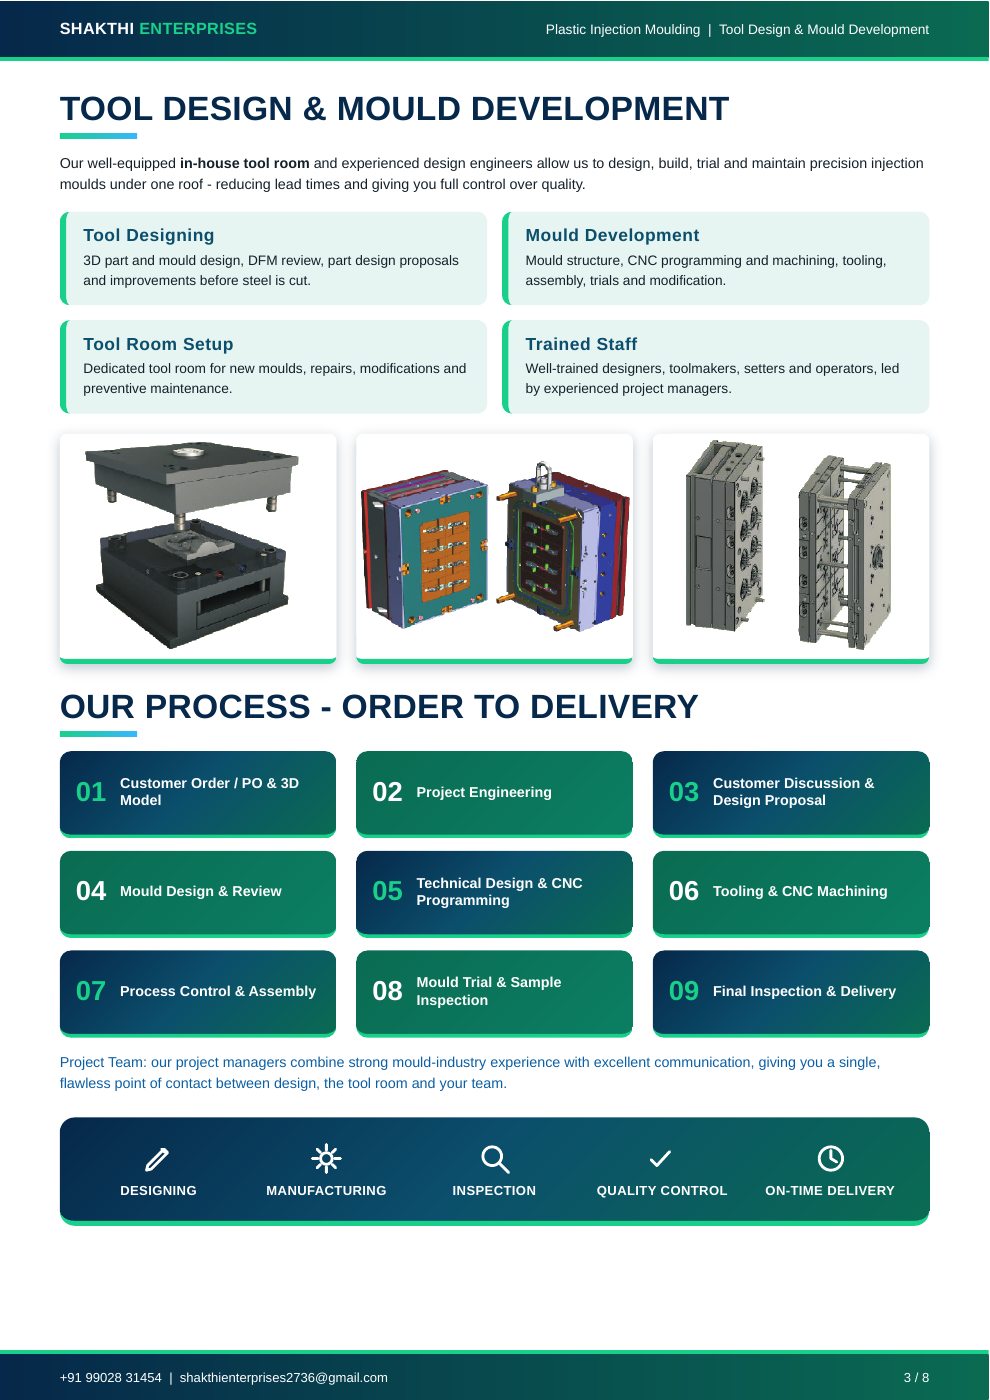 SHAKTHI ENTERPRISES
Plastic Injection Moulding | Tool Design & Mould Development
TOOL DESIGN & MOULD DEVELOPMENT
Our well-equipped in-house tool room and experienced design engineers allow us to design, build, trial and maintain precision injection
moulds under one roof - reducing lead times and giving you full control over quality.
Tool Designing
3D part and mould design, DFM review, part design proposals
and improvements before steel is cut.
Mould Development
Mould structure, CNC programming and machining, tooling,
assembly, trials and modification.
Tool Room Setup
Dedicated tool room for new moulds, repairs, modifications and
preventive maintenance.
Trained Staff
Well-trained designers, toolmakers, setters and operators, led
by experienced project managers.
OUR PROCESS - ORDER TO DELIVERY
01 Customer Order / PO & 3D
Model
02 Project Engineering
03 Customer Discussion &
Design Proposal
04 Mould Design & Review
05 Technical Design & CNC
Programming
06 Tooling & CNC Machining
07 Process Control & Assembly
08 Mould Trial & Sample
Inspection
09 Final Inspection & Delivery
Project Team: our project managers combine strong mould-industry experience with excellent communication, giving you a single,
flawless point of contact between design, the tool room and your team.
DESIGNING
MANUFACTURING
INSPECTION
QUALITY CONTROL
ON-TIME DELIVERY
+91 99028 31454 | shakthienterprises2736@gmail.com
3 / 8